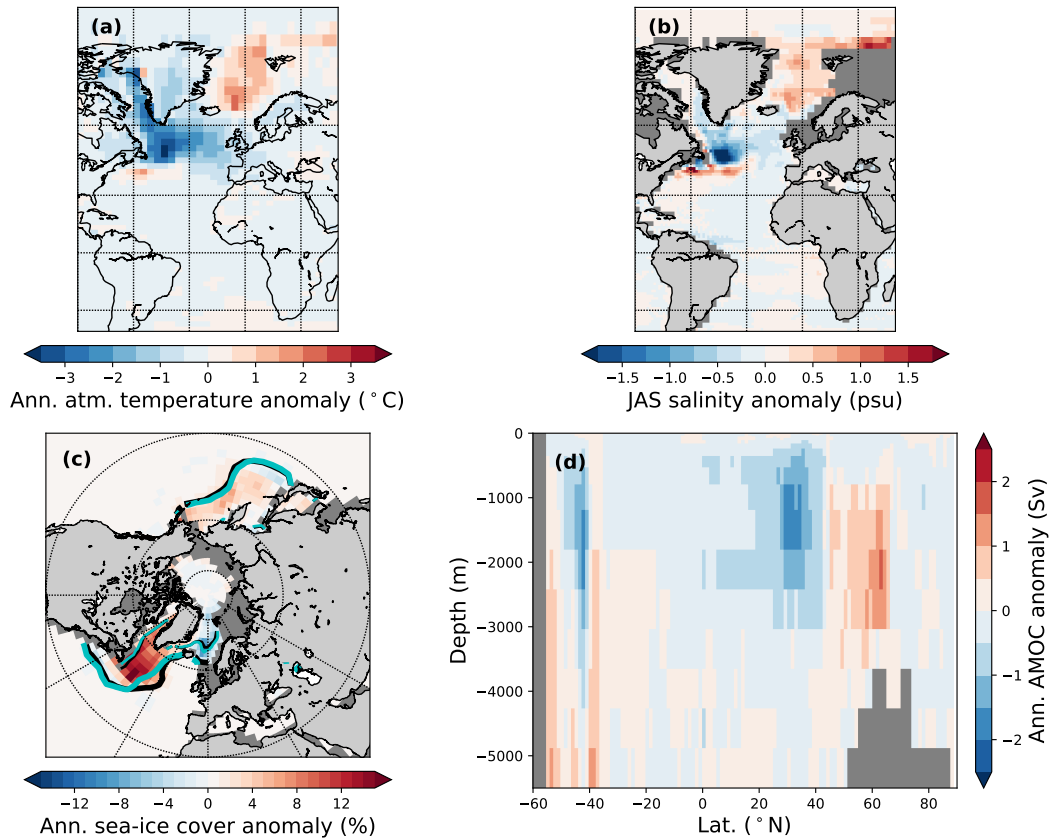 (a)
−3 −2 −1 0 1 2 3
Ann. atm. temperature anomaly (°C)
(b)
−1.5 −1.0 −0.5 0.0 0.5 1.0 1.5
JAS salinity anomaly (psu)
(c)
−12 −8 −4 0 4 8 12
Ann. sea-ice cover anomaly (%)
(d)
0
−1000
−2000
−3000
−4000
−5000
Depth (m)
−60 −40 −20 0 20 40 60 80
Lat. (°N)
2
1
0
−1
−2
Ann. AMOC anomaly (Sv)